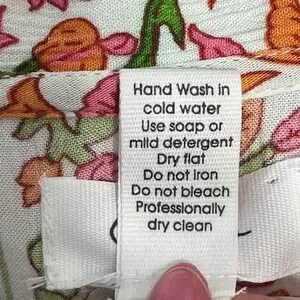 Hand Wash in
cold water
Use soap or
mild detergent
Dry flat
Do not iron
Do not bleach
Professionally
dry clean